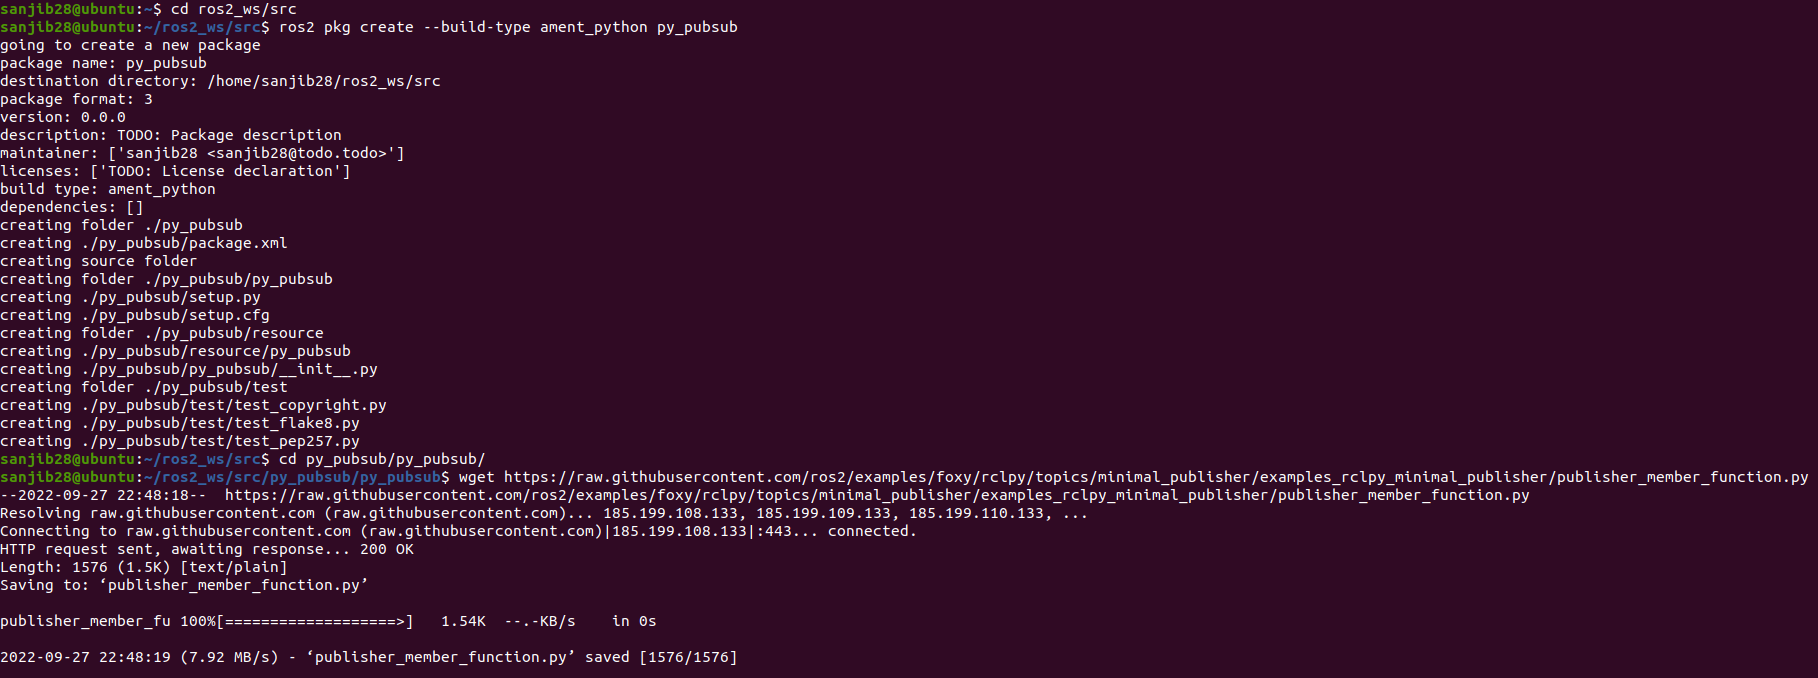 sanjib28@ubuntu:~$ cd ros2_ws/src
sanjib28@ubuntu:~/ros2_ws/src$ ros2 pkg create --build-type ament_python py_pubsub
going to create a new package
package name: py_pubsub
destination directory: /home/sanjib28/ros2_ws/src
package format: 3
version: 0.0.0
description: TODO: Package description
maintainer: ['sanjib28 <sanjib28@todo.todo>']
licenses: ['TODO: License declaration']
build type: ament_python
dependencies: []
creating folder ./py_pubsub
creating ./py_pubsub/package.xml
creating source folder
creating folder ./py_pubsub/py_pubsub
creating ./py_pubsub/setup.py
creating ./py_pubsub/setup.cfg
creating folder ./py_pubsub/resource
creating ./py_pubsub/resource/py_pubsub
creating ./py_pubsub/py_pubsub/__init__.py
creating folder ./py_pubsub/test
creating ./py_pubsub/test/test_copyright.py
creating ./py_pubsub/test/test_flake8.py
creating ./py_pubsub/test/test_pep257.py
sanjib28@ubuntu:~/ros2_ws/src$ cd py_pubsub/py_pubsub/
sanjib28@ubuntu:~/ros2_ws/src/py_pubsub/py_pubsub$ wget https://raw.githubusercontent.com/ros2/examples/foxy/rclpy/topics/minimal_publisher/examples_rclpy_minimal_publisher/publisher_member_function.py
--2022-09-27 22:48:18--  https://raw.githubusercontent.com/ros2/examples/foxy/rclpy/topics/minimal_publisher/examples_rclpy_minimal_publisher/publisher_member_function.py
Resolving raw.githubusercontent.com (raw.githubusercontent.com)... 185.199.108.133, 185.199.109.133, 185.199.110.133, ...
Connecting to raw.githubusercontent.com (raw.githubusercontent.com)|185.199.108.133|:443... connected.
HTTP request sent, awaiting response... 200 OK
Length: 1576 (1.5K) [text/plain]
Saving to: ‘publisher_member_function.py’
publisher_member_fu 100%[===================>]   1.54K  --.-KB/s    in 0s
2022-09-27 22:48:19 (7.92 MB/s) - ‘publisher_member_function.py’ saved [1576/1576]